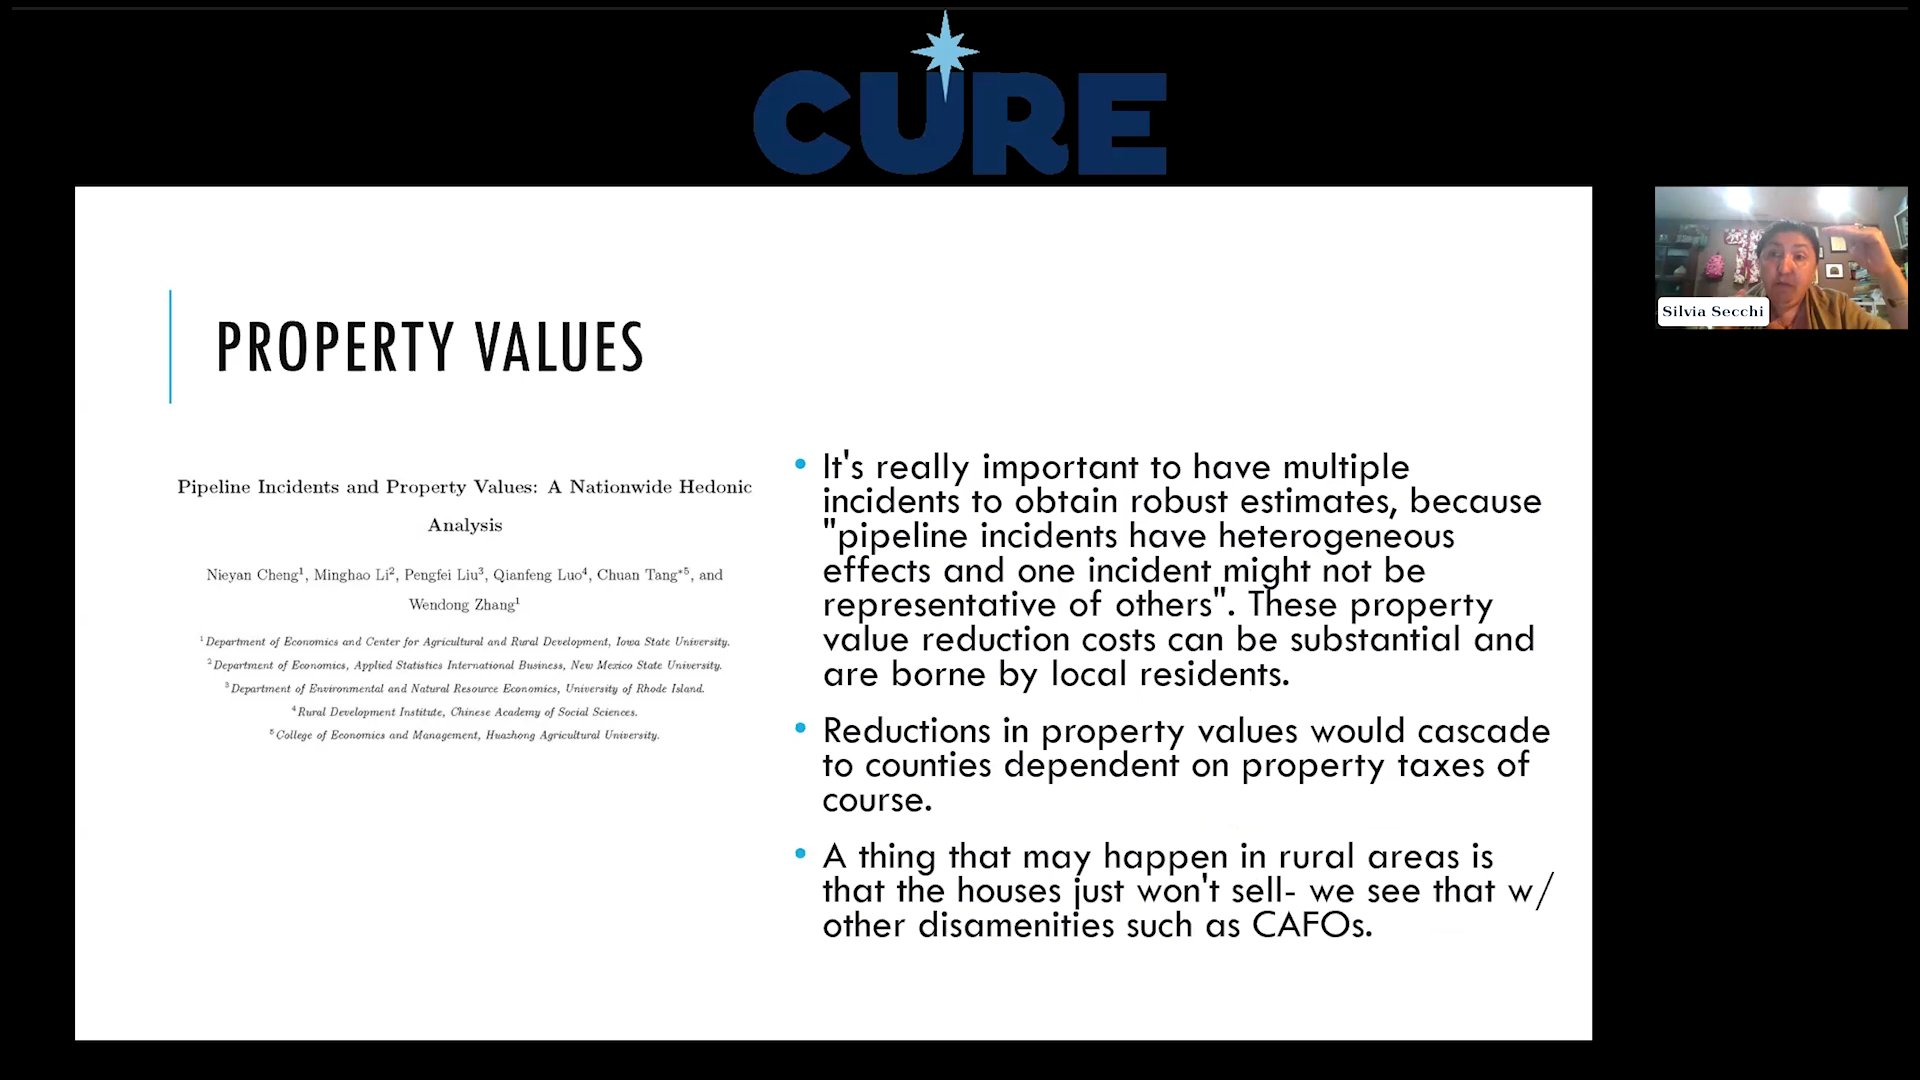 CURE
PROPERTY VALUES
Pipeline Incidents and Property Values: A Nationwide Hedonic
Analysis
Nieyan Cheng¹, Minghao Li², Pengfei Liu³, Qianfeng Luo⁴, Chuan Tang*⁵, and
Wendong Zhang¹
¹Department of Economics and Center for Agricultural and Rural Development, Iowa State University.
²Department of Economics, Applied Statistics International Business, New Mexico State University.
³Department of Environmental and Natural Resource Economics, University of Rhode Island.
⁴Rural Development Institute, Chinese Academy of Social Sciences.
⁵College of Economics and Management, Huazhong Agricultural University.
• It's really important to have multiple
incidents to obtain robust estimates, because
"pipeline incidents have heterogeneous
effects and one incident might not be
representative of others". These property
value reduction costs can be substantial and
are borne by local residents.
• Reductions in property values would cascade
to counties dependent on property taxes of
course.
• A thing that may happen in rural areas is
that the houses just won't sell- we see that w/
other disamenities such as CAFOs.
Silvia Secchi